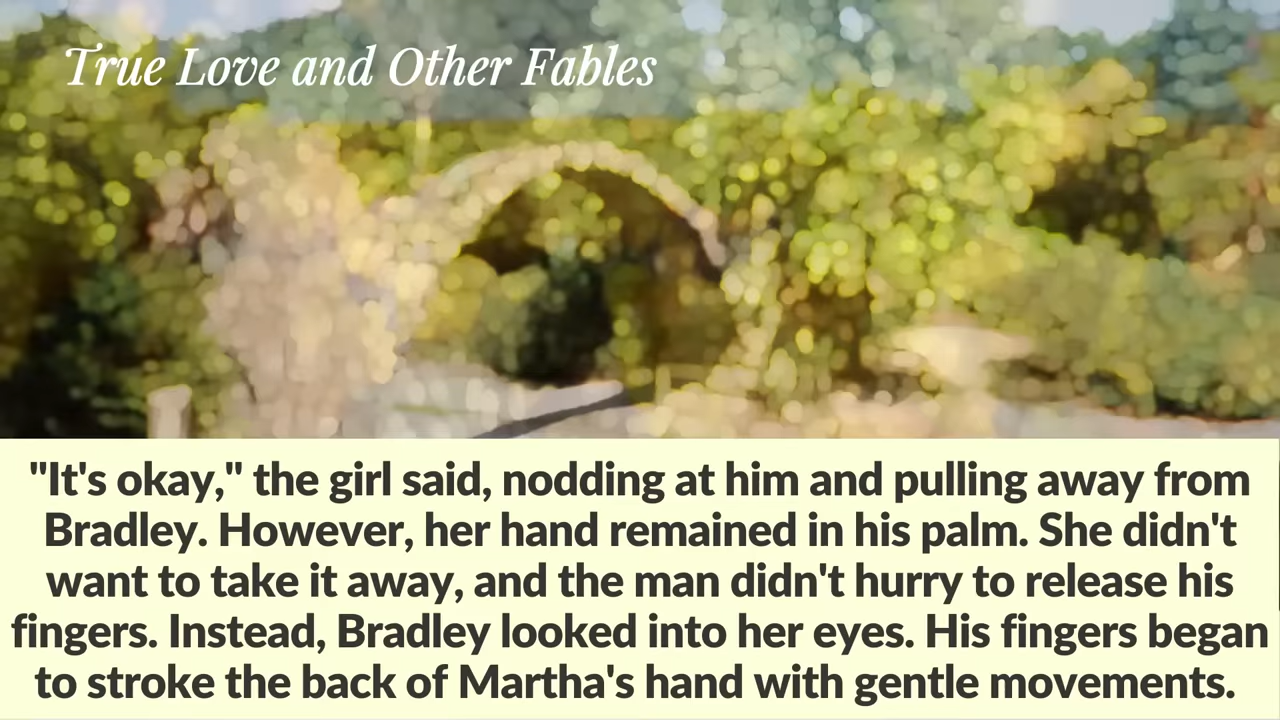 True Love and Other Fables
"It's okay," the girl said, nodding at him and pulling away from
Bradley. However, her hand remained in his palm. She didn't
want to take it away, and the man didn't hurry to release his
fingers. Instead, Bradley looked into her eyes. His fingers began
to stroke the back of Martha's hand with gentle movements.